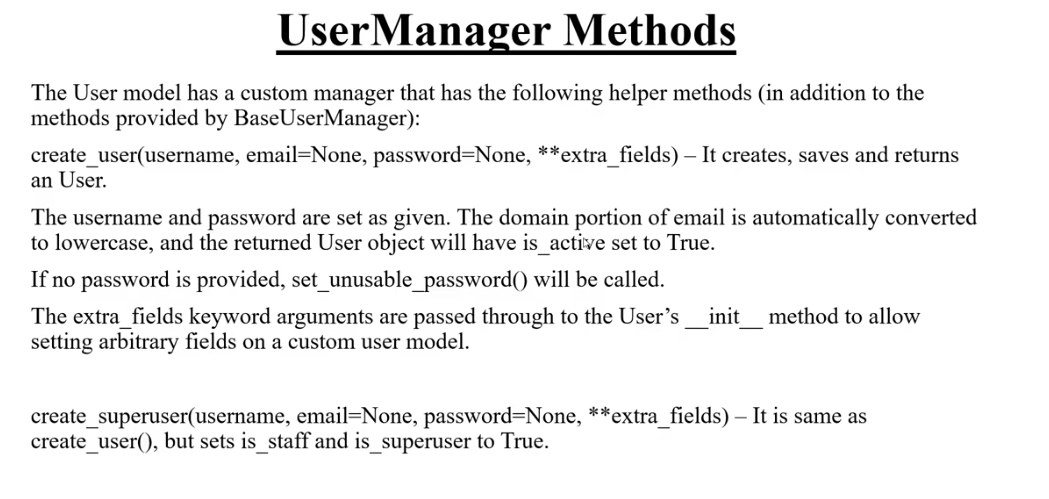 UserManager Methods
The User model has a custom manager that has the following helper methods (in addition to the
methods provided by BaseUserManager):
create_user(username, email=None, password=None, **extra_fields) – It creates, saves and returns
an User.
The username and password are set as given. The domain portion of email is automatically converted
to lowercase, and the returned User object will have is_active set to True.
If no password is provided, set_unusable_password() will be called.
The extra_fields keyword arguments are passed through to the User’s __init__ method to allow
setting arbitrary fields on a custom user model.
create_superuser(username, email=None, password=None, **extra_fields) – It is same as
create_user(), but sets is_staff and is_superuser to True.